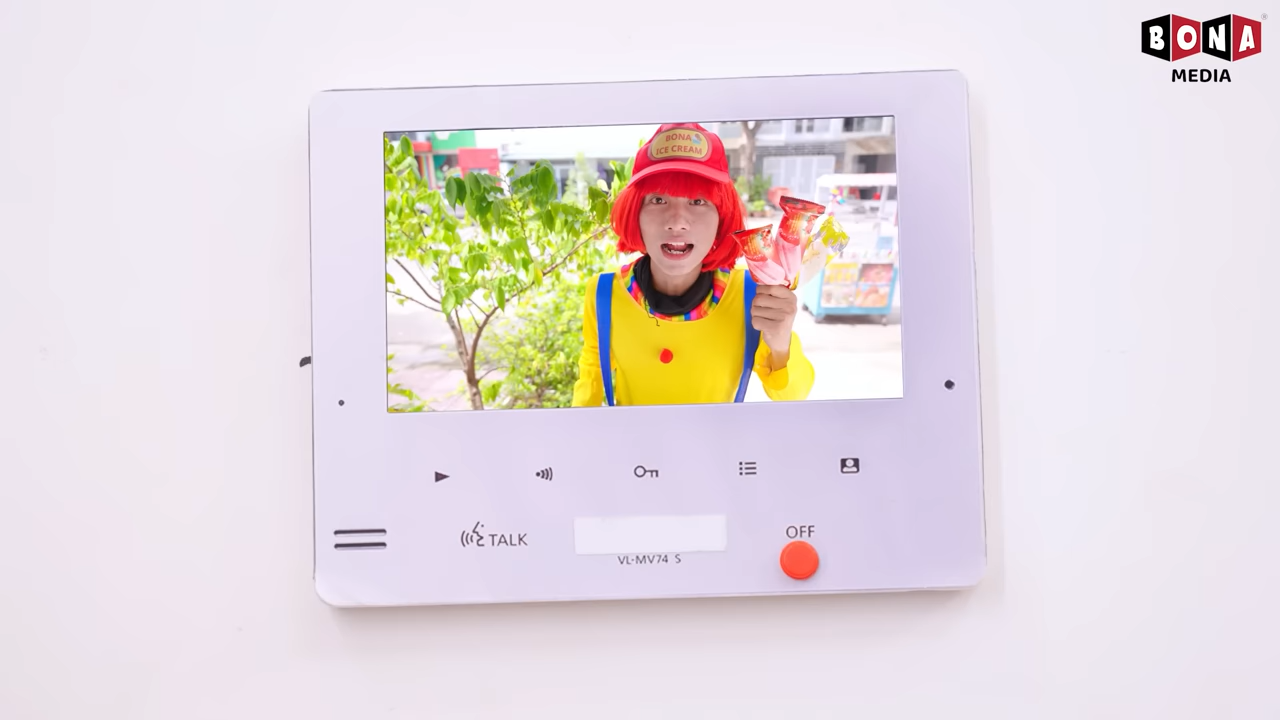 BONA
MEDIA
BONA
ICE CREAM
TALK
OFF
VL-MV74 S